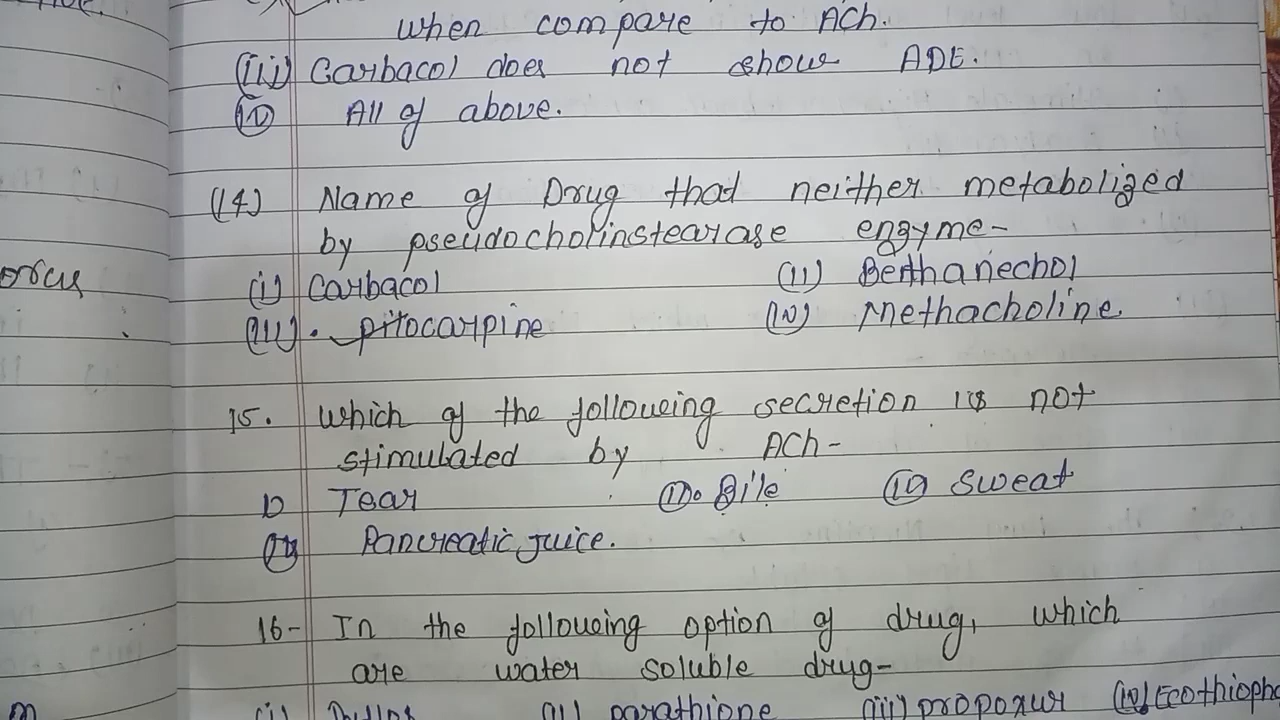 when compare to ACh.
(iii) Carbacol does not show ADE.
(iv) All of above.
(14) Name of Drug that neither metabolized
by pseudocholinstearase enzyme-
(i) Carbacol (ii) Bethanechol
(iii) pilocarpine (iv) Methacholine
orus
15. Which of the following secretion is not
stimulated by ACh-
i) Tear (ii) Bile (iii) Sweat
(iv) Pancreatic Juice.
16- In the following option of drug, which
are water soluble drug-
(i) (ii) parathione (iii) propoxur (iv) Ecothiopha